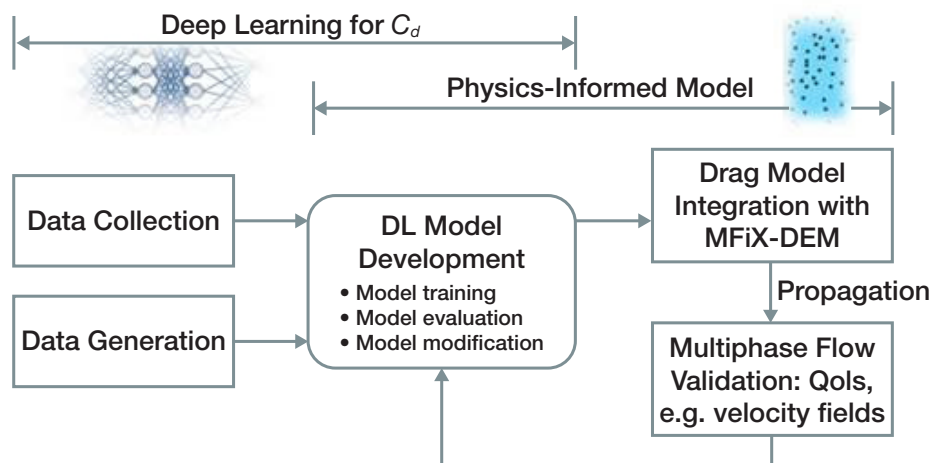 Deep Learning for C_d
Physics-Informed Model
Data Collection
Data Generation
DL Model
Development
• Model training
• Model evaluation
• Model modification
Drag Model
Integration with
MFiX-DEM
Propagation
Multiphase Flow
Validation: QoIs,
e.g. velocity fields